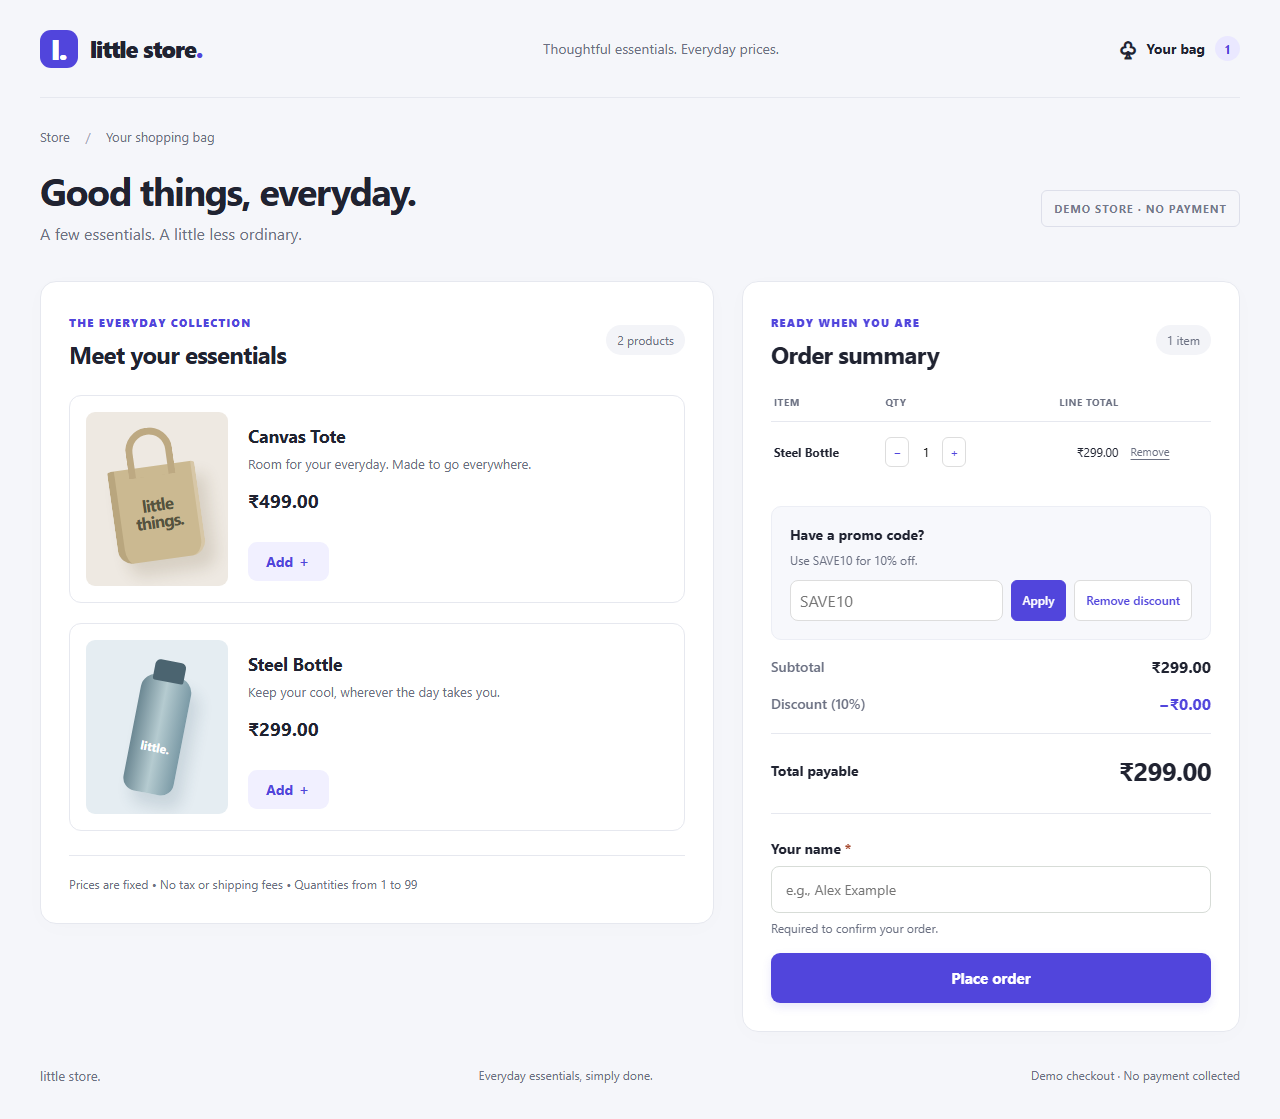 l. little store.
Thoughtful essentials. Everyday prices.
Your bag 1
Store / Your shopping bag
Good things, everyday.
A few essentials. A little less ordinary.
DEMO STORE · NO PAYMENT
THE EVERYDAY COLLECTION
Meet your essentials
2 products
little
things.
Canvas Tote
Room for your everyday. Made to go everywhere.
₹499.00
Add +
little.
Steel Bottle
Keep your cool, wherever the day takes you.
₹299.00
Add +
Prices are fixed • No tax or shipping fees • Quantities from 1 to 99
READY WHEN YOU ARE
Order summary
1 item
ITEM QTY LINE TOTAL
Steel Bottle − 1 + ₹299.00 Remove
Have a promo code?
Use SAVE10 for 10% off.
SAVE10 Apply Remove discount
Subtotal ₹299.00
Discount (10%) −₹0.00
Total payable ₹299.00
Your name *
e.g., Alex Example
Required to confirm your order.
Place order
little store.
Everyday essentials, simply done.
Demo checkout · No payment collected